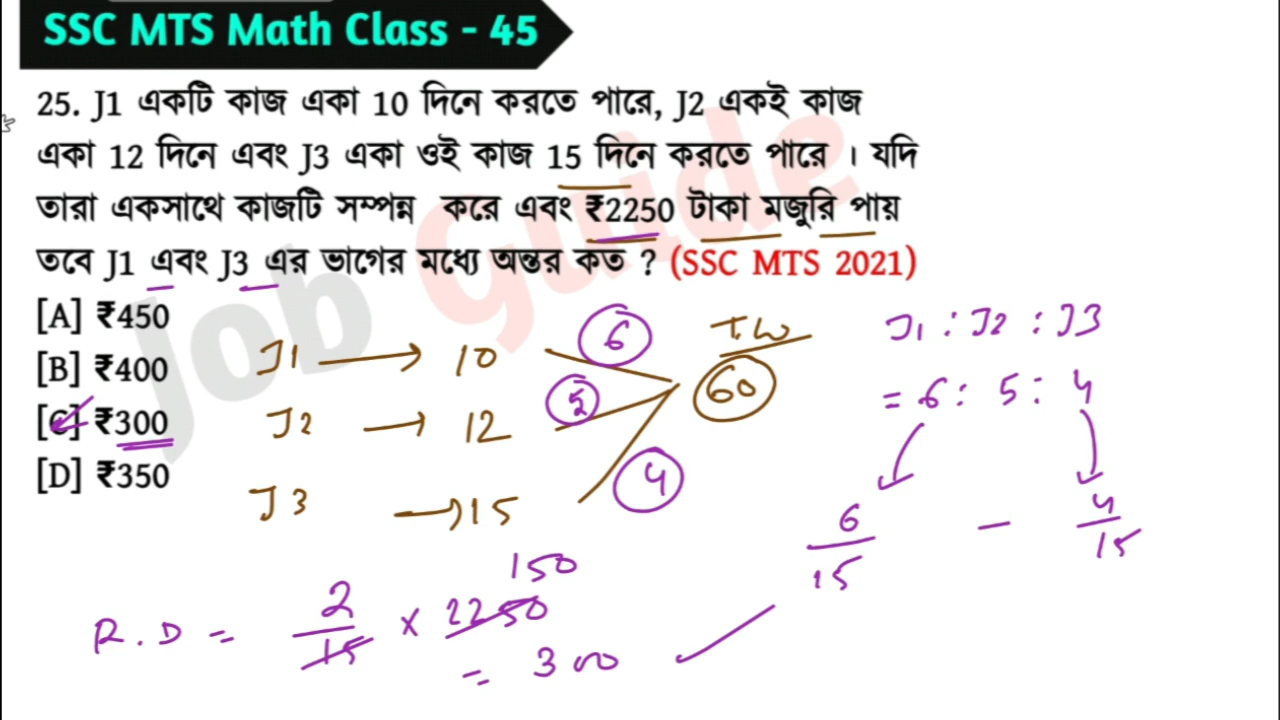 SSC MTS Math Class - 45
25. J1 একটি কাজ একা 10 দিনে করতে পারে, J2 একই কাজ
একা 12 দিনে এবং J3 একা ওই কাজ 15 দিনে করতে পারে । যদি
তারা একসাথে কাজটি সম্পন্ন করে এবং ₹2250 টাকা মজুরি পায়
তবে J1 এবং J3 এর ভাগের মধ্যে অন্তর কত ? (SSC MTS 2021)
[A] ₹450
[B] ₹400
[C] ₹300
[D] ₹350
Job Guide
J1 → 10 6
J2 → 12 5
J3 → 15 4
TW
60
J1 : J2 : J3
= 6 : 5 : 4
6/15 - 4/15
150
R.D = 2/15 × 2250
= 300